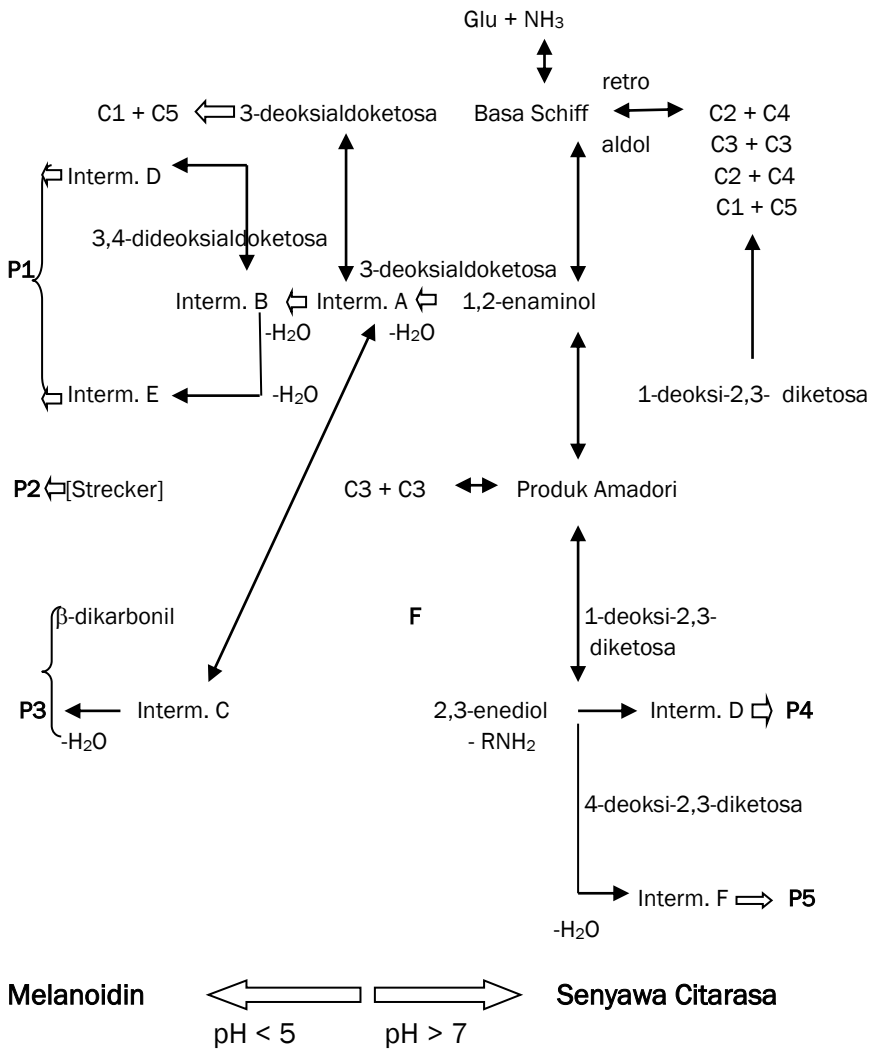 Glu + NH₃
retro
C1 + C5 3-deoksialdoketosa Basa Schiff C2 + C4
aldol C3 + C3
Interm. D C2 + C4
C1 + C5
3,4-dideoksialdoketosa
P1 3-deoksialdoketosa
Interm. B Interm. A 1,2-enaminol
-H₂O -H₂O
Interm. E -H₂O 1-deoksi-2,3- diketosa
P2 [Strecker] C3 + C3 Produk Amadori
β-dikarbonil F 1-deoksi-2,3-
diketosa
P3 Interm. C 2,3-enediol Interm. D P4
-H₂O - RNH₂
4-deoksi-2,3-diketosa
Interm. F P5
-H₂O
Melanoidin Senyawa Citarasa
pH < 5 pH > 7